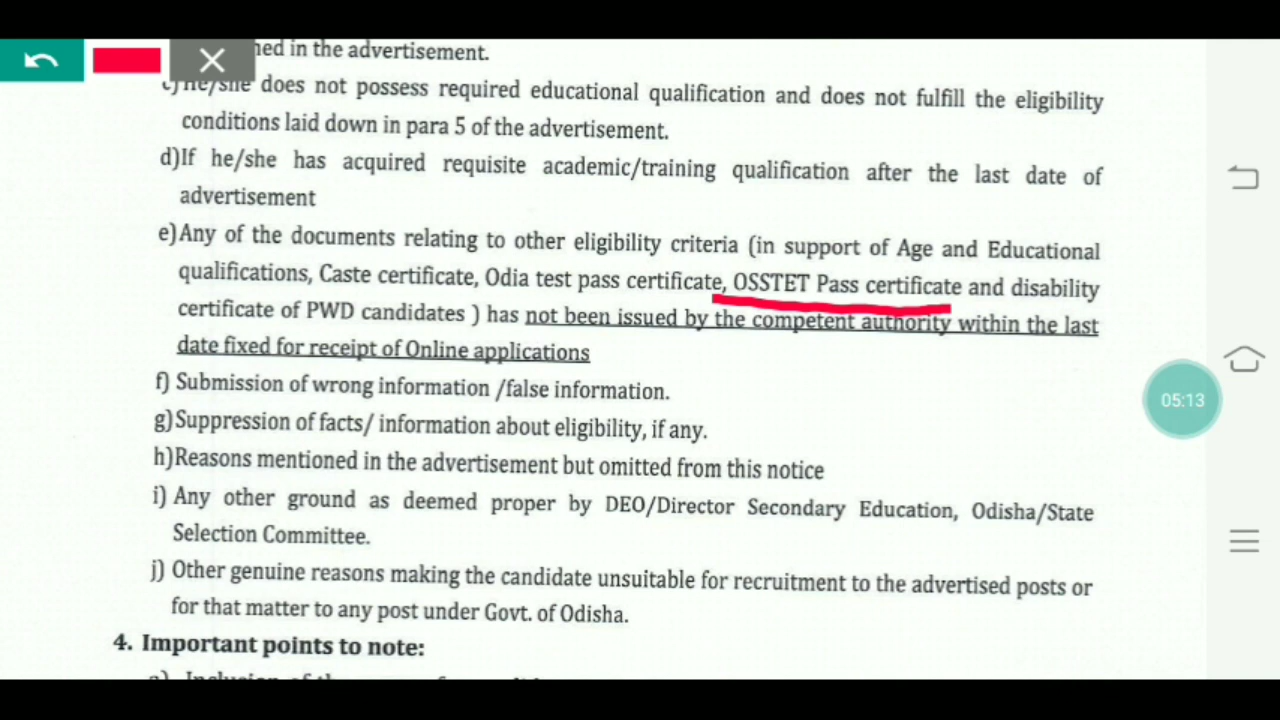 ned in the advertisement.
c) he/she does not possess required educational qualification and does not fulfill the eligibility
conditions laid down in para 5 of the advertisement.
d)If he/she has acquired requisite academic/training qualification after the last date of
advertisement
e)Any of the documents relating to other eligibility criteria (in support of Age and Educational
qualifications, Caste certificate, Odia test pass certificate, OSSTET Pass certificate and disability
certificate of PWD candidates ) has not been issued by the competent authority within the last
date fixed for receipt of Online applications
f) Submission of wrong information /false information.
g)Suppression of facts/ information about eligibility, if any.
h)Reasons mentioned in the advertisement but omitted from this notice
i) Any other ground as deemed proper by DEO/Director Secondary Education, Odisha/State
Selection Committee.
j) Other genuine reasons making the candidate unsuitable for recruitment to the advertised posts or
for that matter to any post under Govt. of Odisha.
4. Important points to note:
05:13